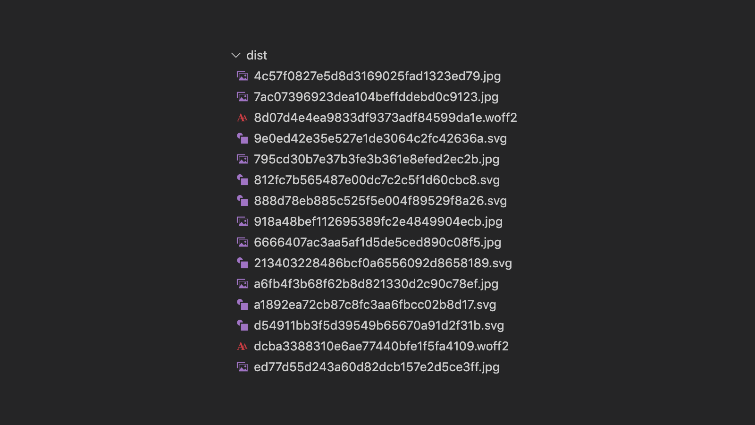 dist
4c57f0827e5d8d3169025fad1323ed79.jpg
7ac07396923dea104beffddebd0c9123.jpg
8d07d4e4ea9833df9373adf84599da1e.woff2
9e0ed42e35e527e1de3064c2fc42636a.svg
795cd30b7e37b3fe3b361e8efed2ec2b.jpg
812fc7b565487e00dc7c2c5f1d60cbc8.svg
888d78eb885c525f5e004f89529f8a26.svg
918a48bef112695389fc2e4849904ecb.jpg
6666407ac3aa5af1d5de5ced890c08f5.jpg
213403228486bcf0a6556092d8658189.svg
a6fb4f3b68f62b8d821330d2c90c78ef.jpg
a1892ea72cb87c8fc3aa6fbcc02b8d17.svg
d54911bb3f5d39549b65670a91d2f31b.svg
dcba3388310e6ae77440bfe1f5fa4109.woff2
ed77d55d243a60d82dcb157e2d5ce3ff.jpg